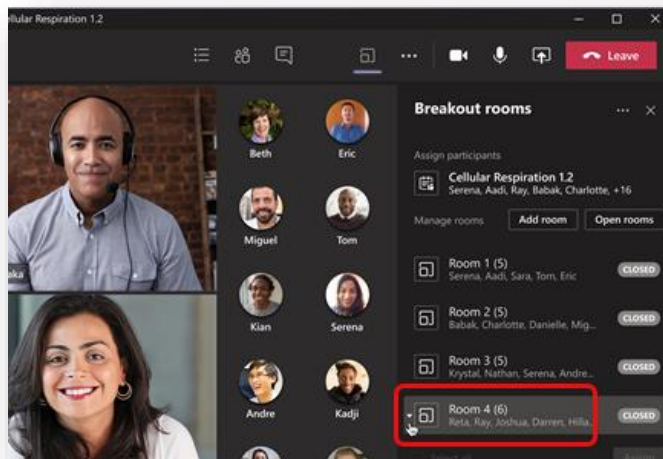 ellular Respiration 1.2
Leave
Beth
Eric
Miguel
Tom
Kian
Serena
Andre
Kadji
aka
Breakout rooms
Assign participants
Cellular Respiration 1.2
Serena, Aadi, Ray, Babak, Charlotte, +16
Manage rooms
Add room
Open rooms
Room 1 (5)
Serena, Aadi, Sara, Tom, Eric
CLOSED
Room 2 (5)
Babak, Charlotte, Danielle, Mig...
CLOSED
Room 3 (5)
Krystal, Nathan, Serena, Andre...
CLOSED
Room 4 (6)
Reta, Ray, Joshua, Darren, Hilla...
CLOSED